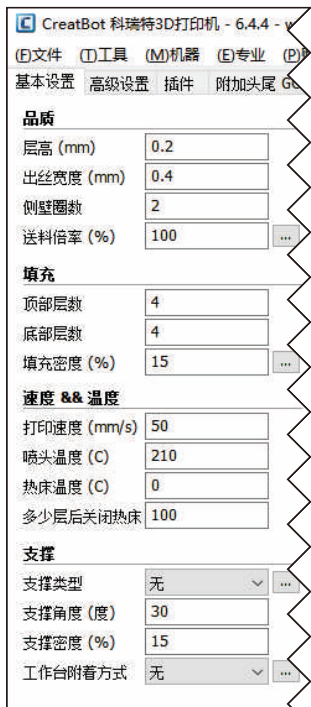 CreatBot 科瑞特3D打印机 - 6.4.4 -
(F)文件 (T)工具 (M)机器 (E)专业
基本设置 高级设置 插件 附加头尾
品质
层高 (mm) 0.2
出丝宽度 (mm) 0.4
侧壁圈数 2
送料倍率 (%) 100 ...
填充
顶部层数 4
底部层数 4
填充密度 (%) 15 ...
速度 && 温度
打印速度 (mm/s) 50
喷头温度 (C) 210
热床温度 (C) 0
多少层后关闭热床 100
支撑
支撑类型 无 ...
支撑角度 (度) 30
支撑密度 (%) 15
工作台附着方式 无 ...